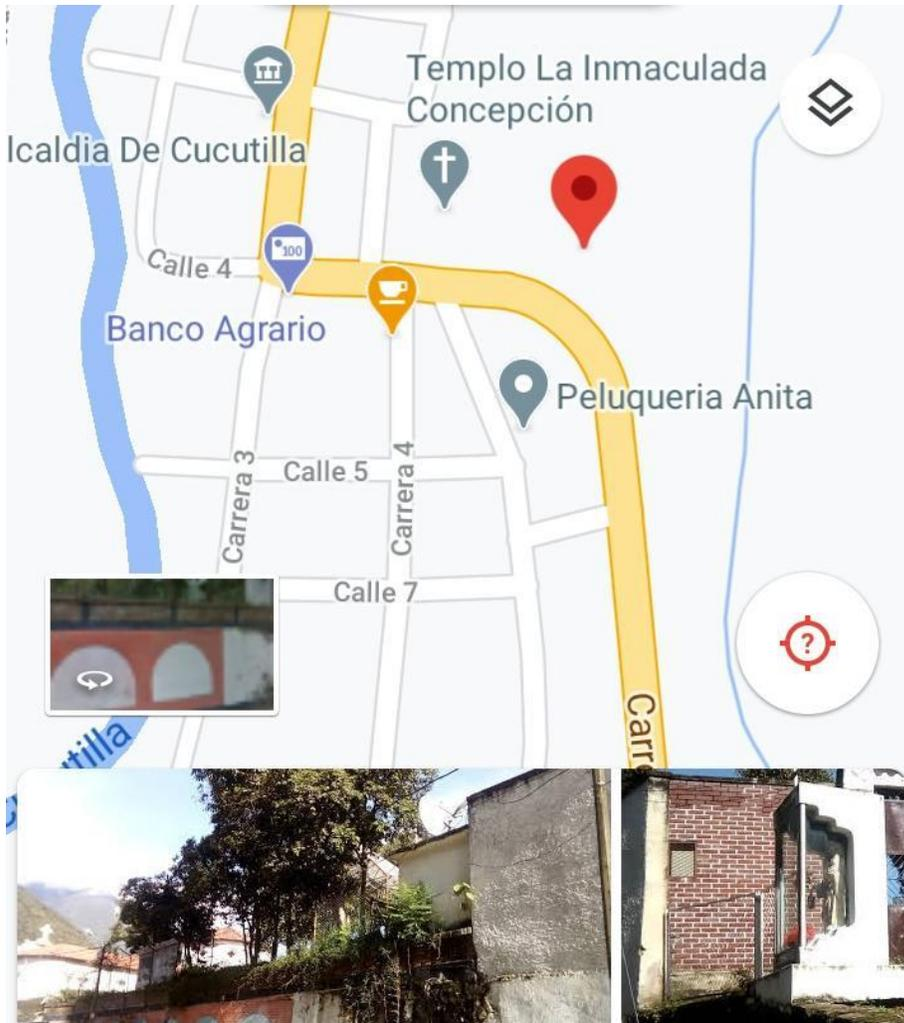 Templo La Inmaculada
Concepción
lcaldia De Cucutilla
100
Calle 4
Banco Agrario
Peluqueria Anita
Calle 5
Carrera 3
Carrera 4
Calle 7
?
Carre
tilla